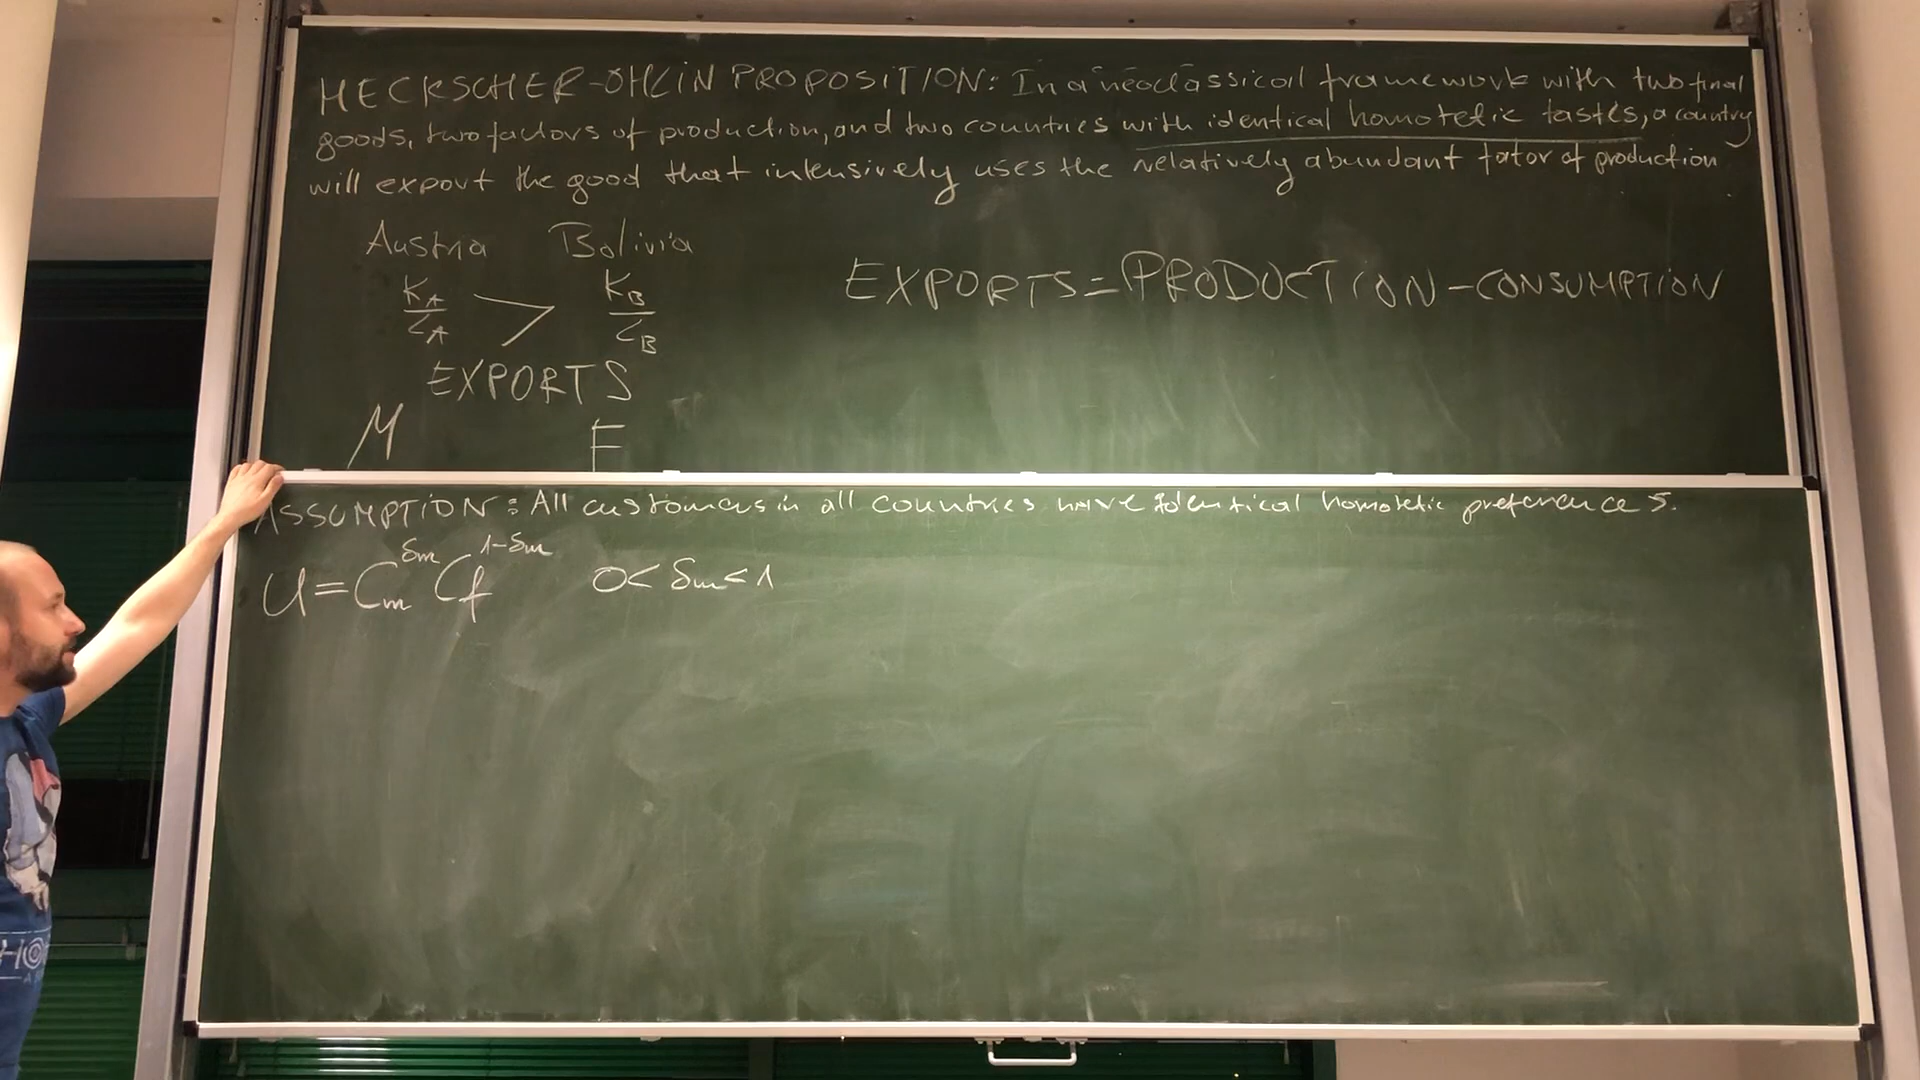 HECKSCHER-OHLIN PROPOSITION: In a neoclassical framework with two final
goods, two factors of production, and two countries with identical homotetic tastes, a country
will export the good that intensively uses the relatively abundant fator of production
Austria Bolivia
K_A/L_A > K_B/L_B
EXPORTS = PRODUCTION - CONSUMPTION
EXPORTS
M F
ASSUMPTION: All customers in all countries have identical homotetic preferences.
U = C_m^{δm} C_f^{1-δm} 0 < δm < 1